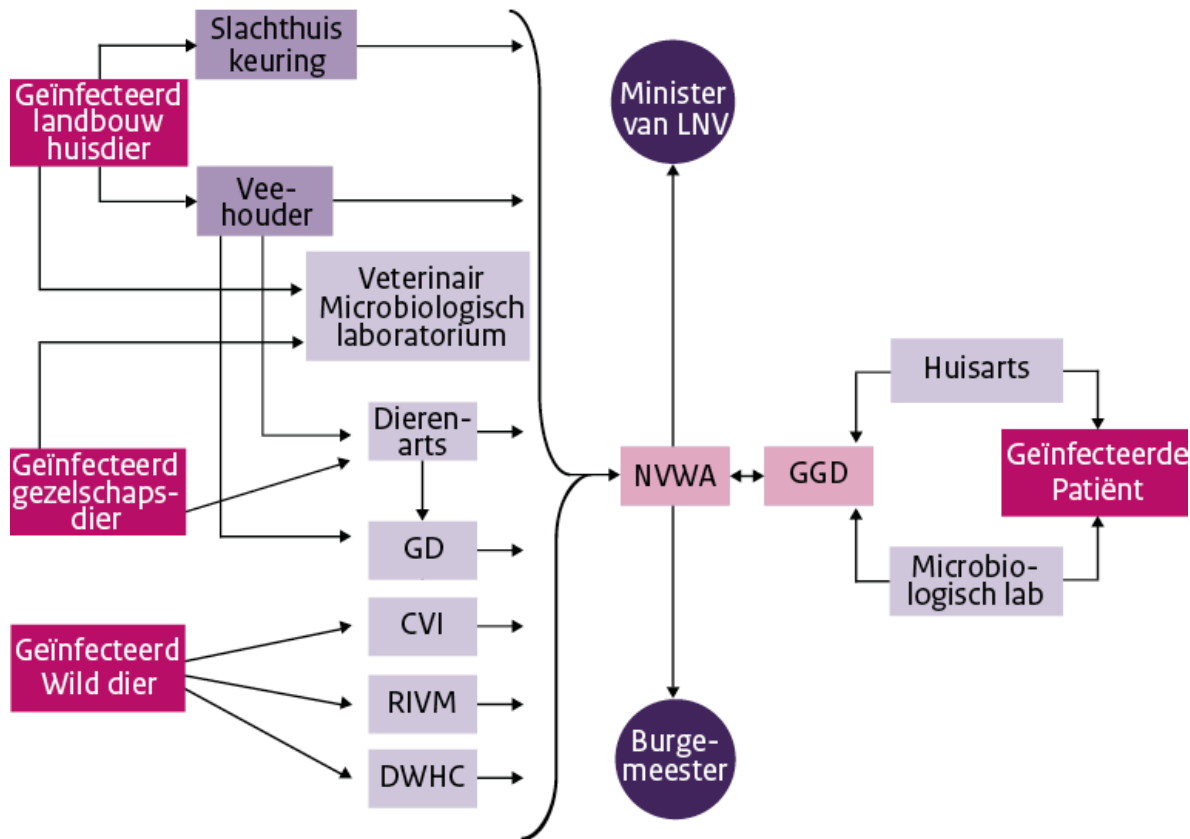 Slachthuis
keuring
Geïnfecteerd
landbouw
huisdier
Vee-
houder
Veterinair
Microbiologisch
laboratorium
Dieren-
arts
Geïnfecteerd
gezelschaps-
dier
GD
CVI
Geïnfecteerd
Wild dier
RIVM
DWHC
Minister
van LNV
NVWA
GGD
Burge-
meester
Huisarts
Geïnfecteerde
Patiënt
Microbio-
logisch lab